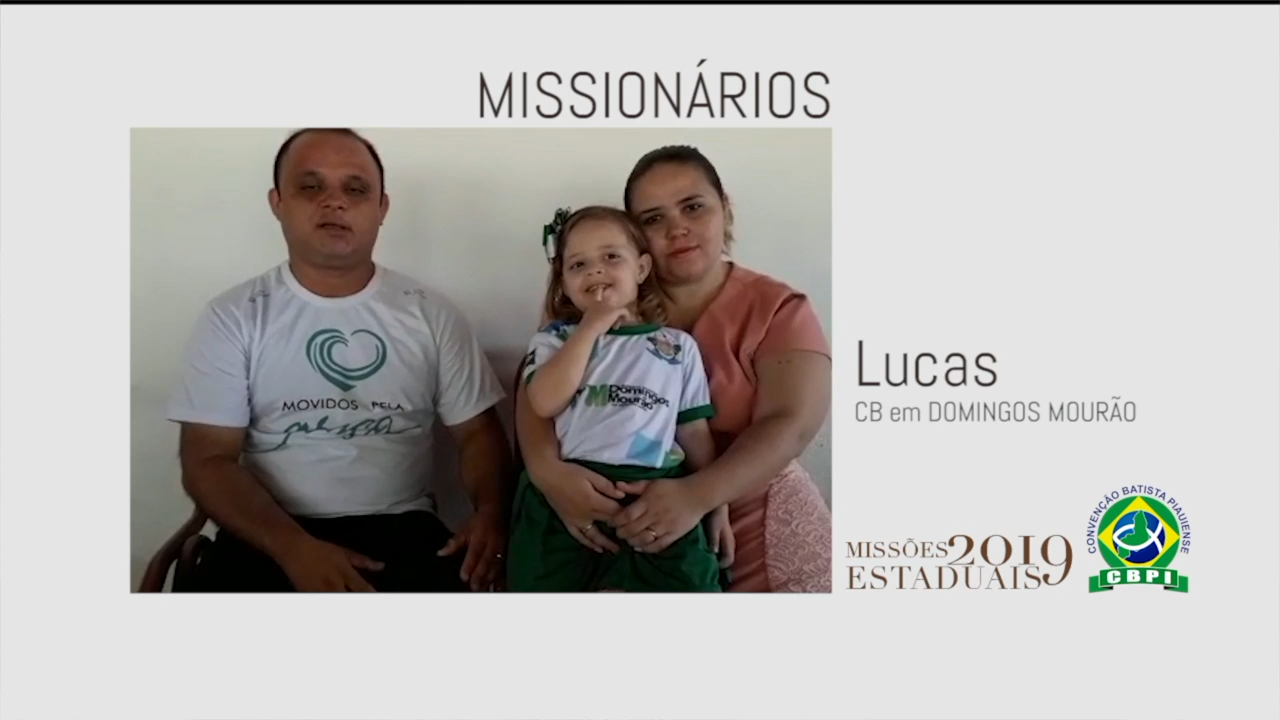 MISSIONÁRIOS
MOVIDOS PELA
Domingos
Mourão
Lucas
CB em DOMINGOS MOURÃO
MISSÕES 2019
ESTADUAIS
CONVENÇÃO BATISTA PIAUIENSE
CBPI